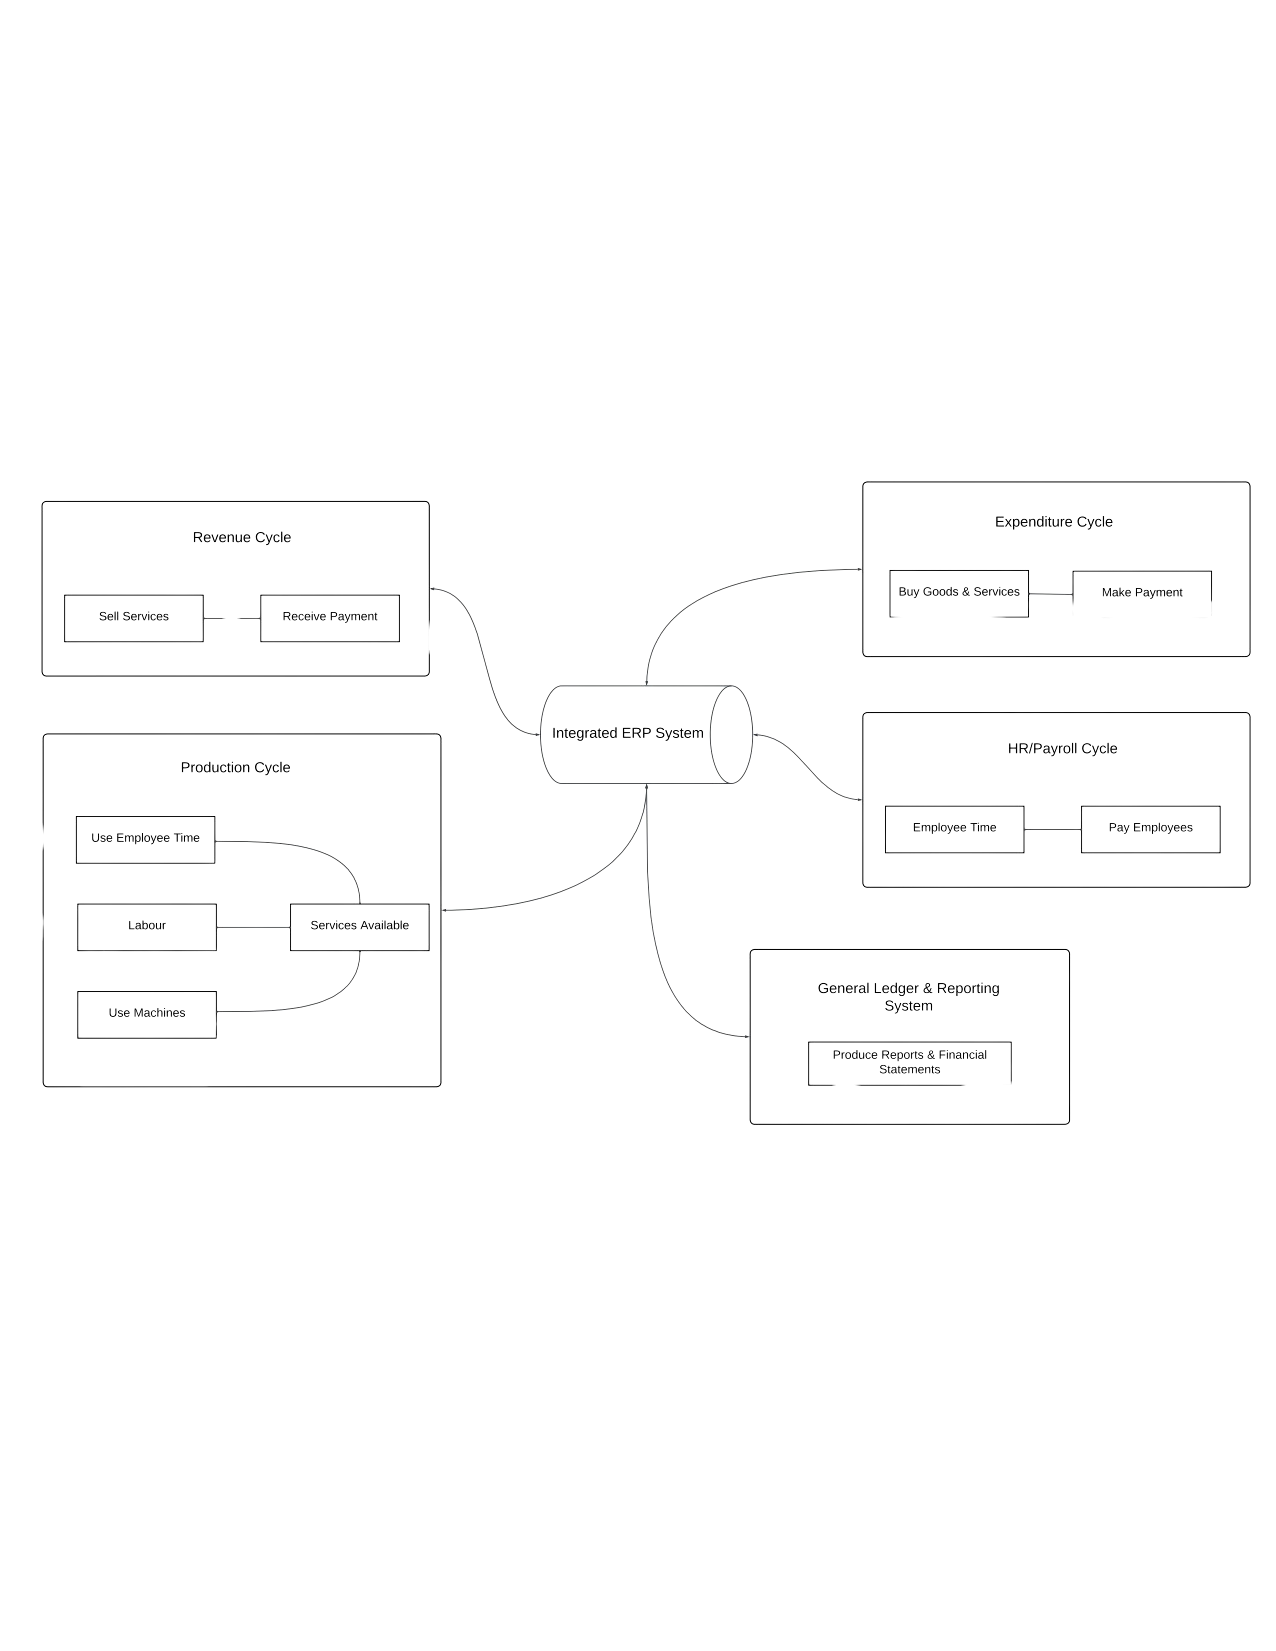 Revenue Cycle
Sell Services
Receive Payment
Expenditure Cycle
Buy Goods & Services
Make Payment
Integrated ERP System
Production Cycle
Use Employee Time
Labour
Services Available
Use Machines
HR/Payroll Cycle
Employee Time
Pay Employees
General Ledger & Reporting
System
Produce Reports & Financial
Statements